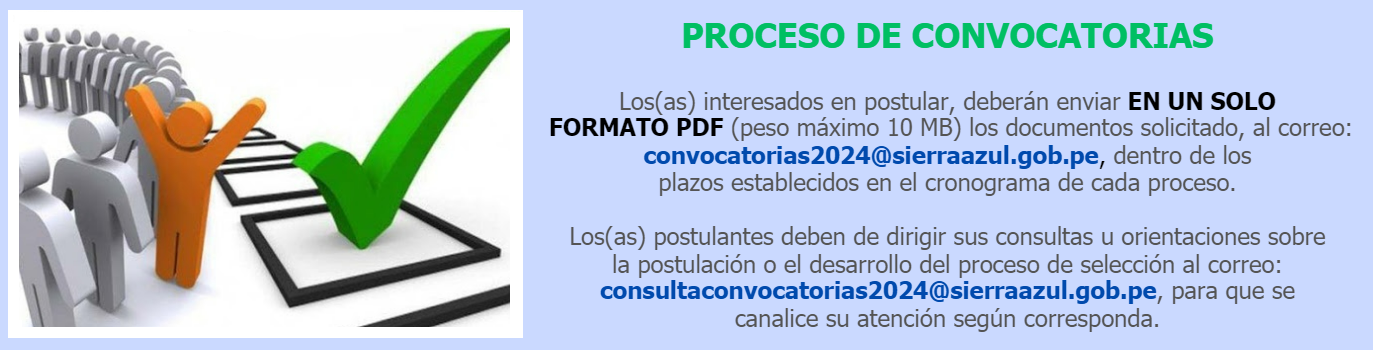 PROCESO DE CONVOCATORIAS
Los(as) interesados en postular, deberán enviar EN UN SOLO
FORMATO PDF (peso máximo 10 MB) los documentos solicitado, al correo:
convocatorias2024@sierraazul.gob.pe, dentro de los
plazos establecidos en el cronograma de cada proceso.
Los(as) postulantes deben de dirigir sus consultas u orientaciones sobre
la postulación o el desarrollo del proceso de selección al correo:
consultaconvocatorias2024@sierraazul.gob.pe, para que se
canalice su atención según corresponda.